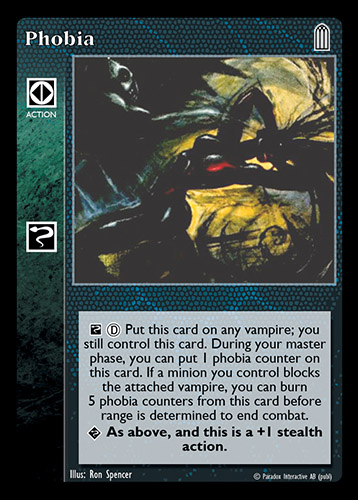 Phobia
ACTION
D Put this card on any vampire; you
still control this card. During your master
phase, you can put 1 phobia counter on
this card. If a minion you control blocks
the attached vampire, you can burn
5 phobia counters from this card before
range is determined to end combat.
As above, and this is a +1 stealth
action.
Illus: Ron Spencer
© Paradox Interactive AB (publ)